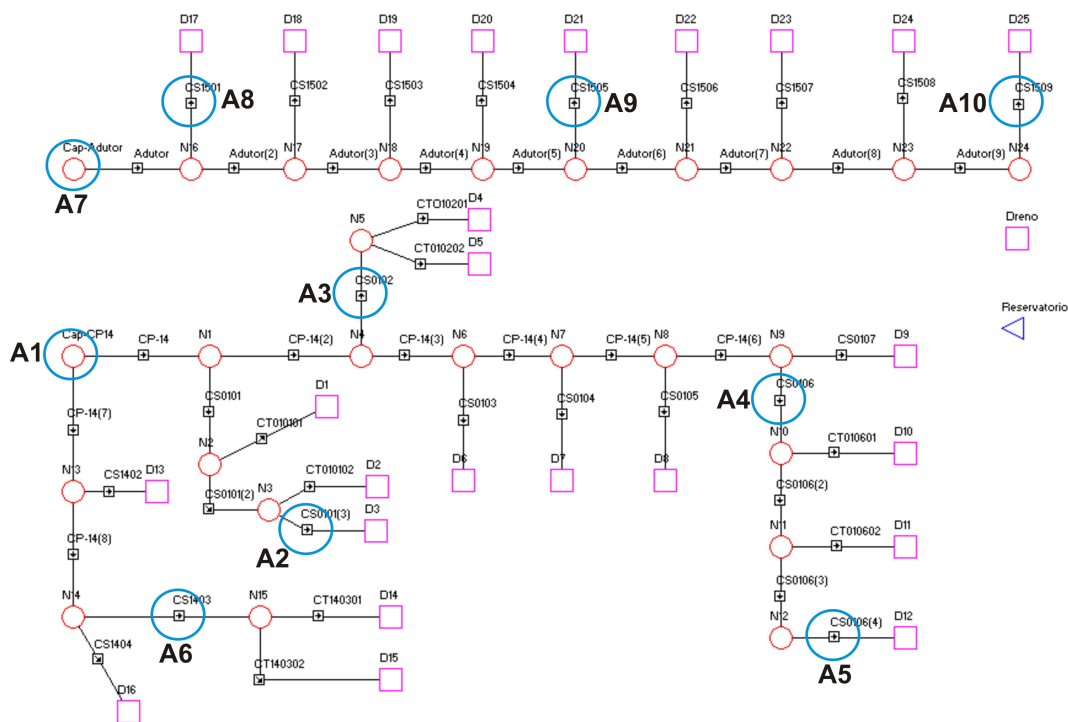 D17 D18 D19 D20 D21 D22 D23 D24 D25
CS1501 CS1502 CS1503 CS1504 CS1505 CS1506 CS1507 CS1508 CS1509
A8 A9 A10
Cap-Adutor Adutor N16 Adutor(2) N17 Adutor(3) N18 Adutor(4) N19 Adutor(5) N20 Adutor(6) N21 Adutor(7) N22 Adutor(8) N23 Adutor(9) N24
A7
N5 CTO10201 D4
CT010202 D5
Dreno
A3 CS0102
Reservatorio
A1 Cap-CP14 CP-14 N1 CP-14(2) N4 CP-14(3) N6 CP-14(4) N7 CP-14(5) N8 CP-14(6) N9 CS0107 D9
CP-14(7) CS0101 D1 CS0103 CS0104 CS0105 A4 CS0106
N2 CT010101 N10 CT010601 D10
N13 CS1402 D13 CS0101(2) N3 CT010102 D2 D6 D7 D8 CS0106(2)
CS0101(3) D3
A2
CP-14(8) N11 CT010602 D11
CS0106(3)
N14 CS1403 N15 CT140301 D14 N12 CS0106(4) D12
A6 A5
CS1404 CT140302 D15
D16